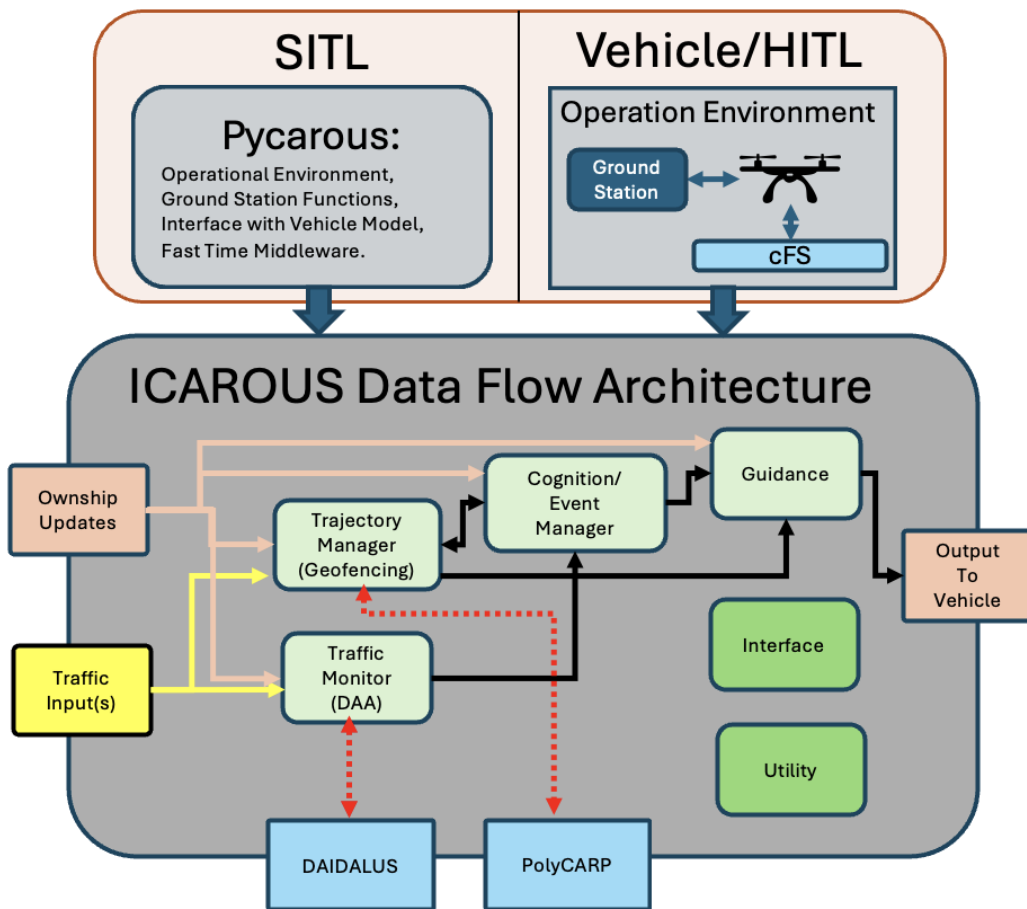 SITL
Vehicle/HITL
Pycarous:
Operational Environment,
Ground Station Functions,
Interface with Vehicle Model,
Fast Time Middleware.
Operation Environment
Ground
Station
cFS
ICAROUS Data Flow Architecture
Ownship
Updates
Traffic
Input(s)
Trajectory
Manager
(Geofencing)
Traffic
Monitor
(DAA)
Cognition/
Event
Manager
Guidance
Output
To
Vehicle
Interface
Utility
DAIDALUS
PolyCARP